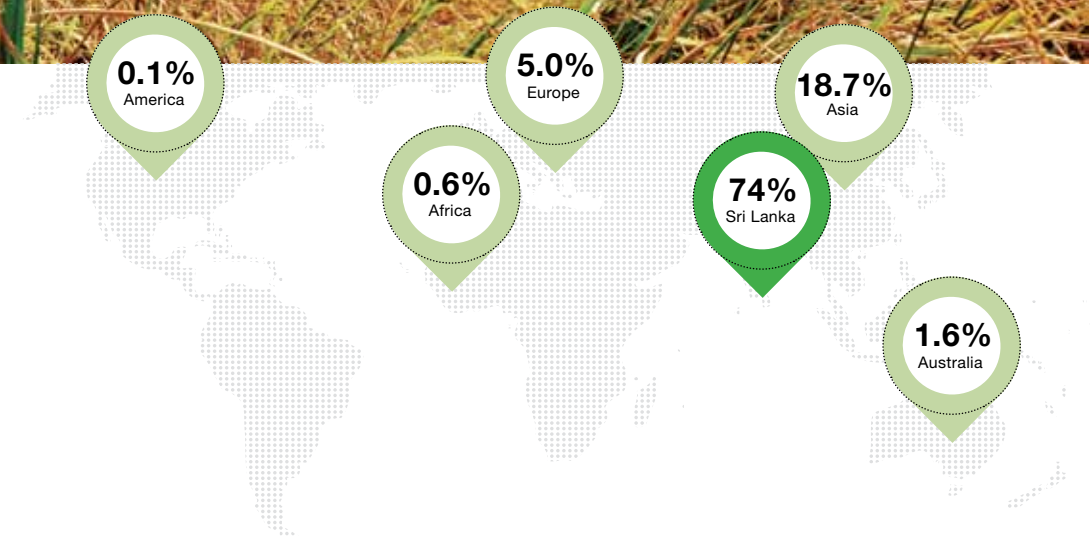 0.1%
America
5.0%
Europe
18.7%
Asia
0.6%
Africa
74%
Sri Lanka
1.6%
Australia